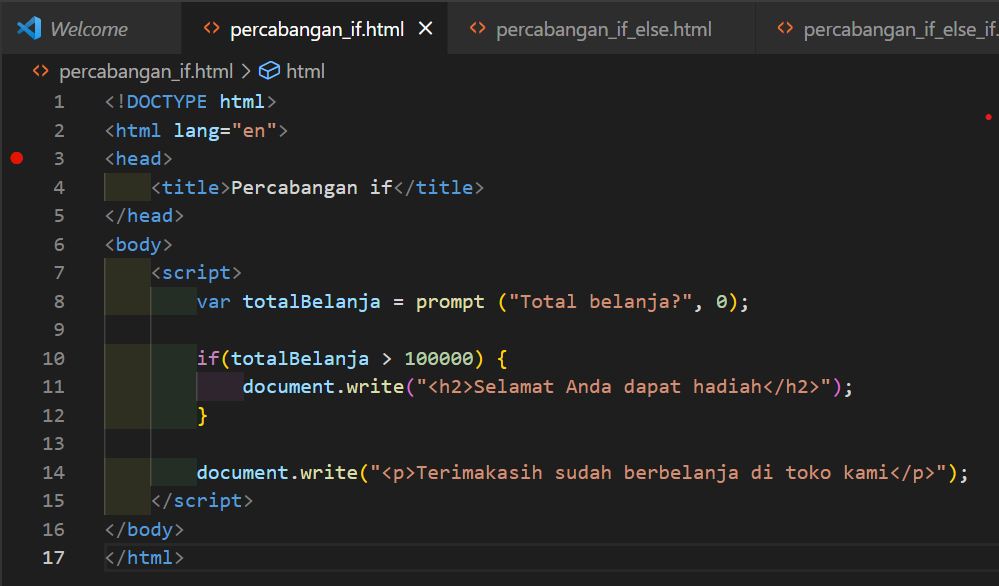 Welcome percabangan_if.html percabangan_if_else.html percabangan_else_if.
percabangan_if.html > html
1 <!DOCTYPE html>
2 <html lang="en">
3 <head>
4     <title>Percabangan if</title>
5 </head>
6 <body>
7     <script>
8         var totalBelanja = prompt ("Total belanja?", 0);
9
10         if(totalBelanja > 100000) {
11             document.write("<h2>Selamat Anda dapat hadiah</h2>");
12         }
13
14         document.write("<p>Terimakasih sudah berbelanja di toko kami</p>");
15     </script>
16 </body>
17 </html>